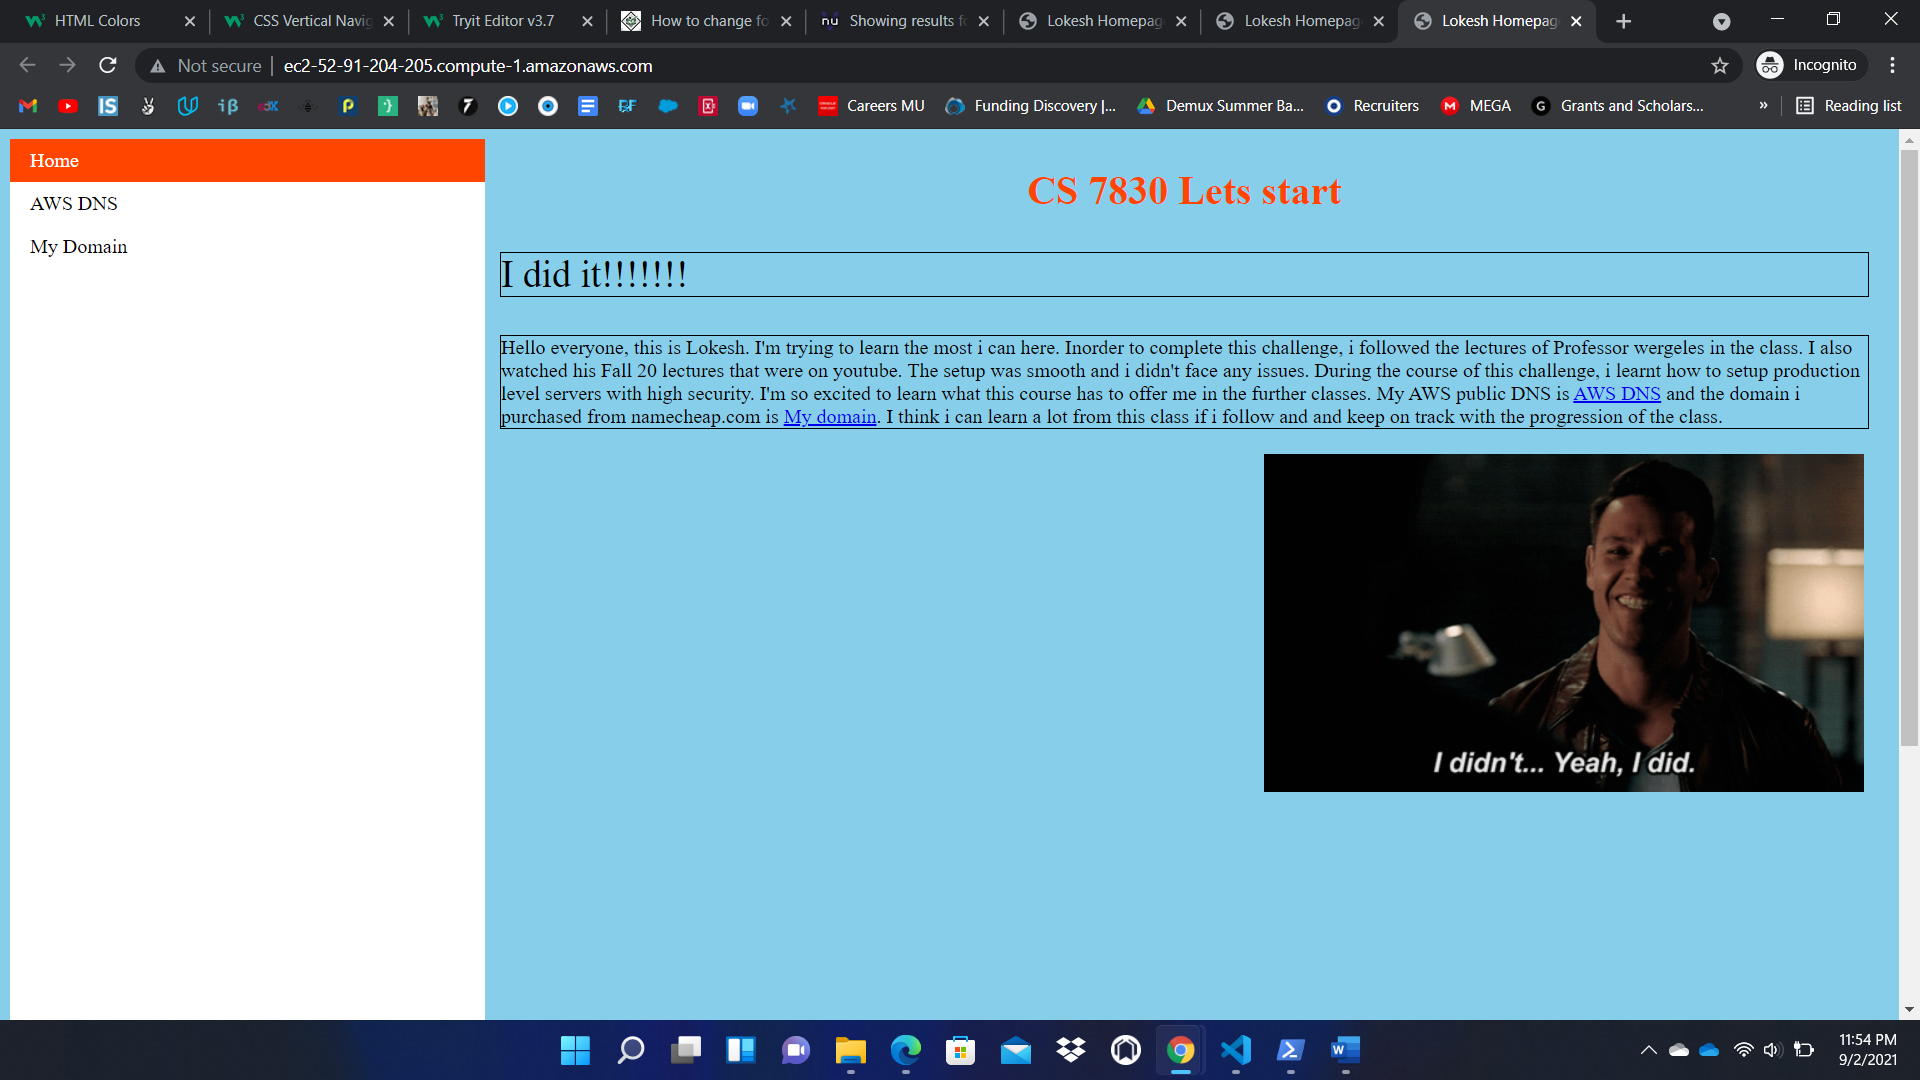 HTML Colors
CSS Vertical Navig
Tryit Editor v3.7
How to change fo
Showing results f
Lokesh Homepag
Lokesh Homepag
Lokesh Homepag
Not secure
ec2-52-91-204-205.compute-1.amazonaws.com
Incognito
Careers MU
Funding Discovery |...
Demux Summer Ba...
Recruiters
MEGA
Grants and Scholars...
»
Reading list
Home
AWS DNS
My Domain
CS 7830 Lets start
I did it!!!!!!!
Hello everyone, this is Lokesh. I'm trying to learn the most i can here. Inorder to complete this challenge, i followed the lectures of Professor wergeles in the class. I also
watched his Fall 20 lectures that were on youtube. The setup was smooth and i didn't face any issues. During the course of this challenge, i learnt how to setup production
level servers with high security. I'm so excited to learn what this course has to offer me in the further classes. My AWS public DNS is AWS DNS and the domain i
purchased from namecheap.com is My domain. I think i can learn a lot from this class if i follow and and keep on track with the progression of the class.
I didn't... Yeah, I did.
11:54 PM
9/2/2021